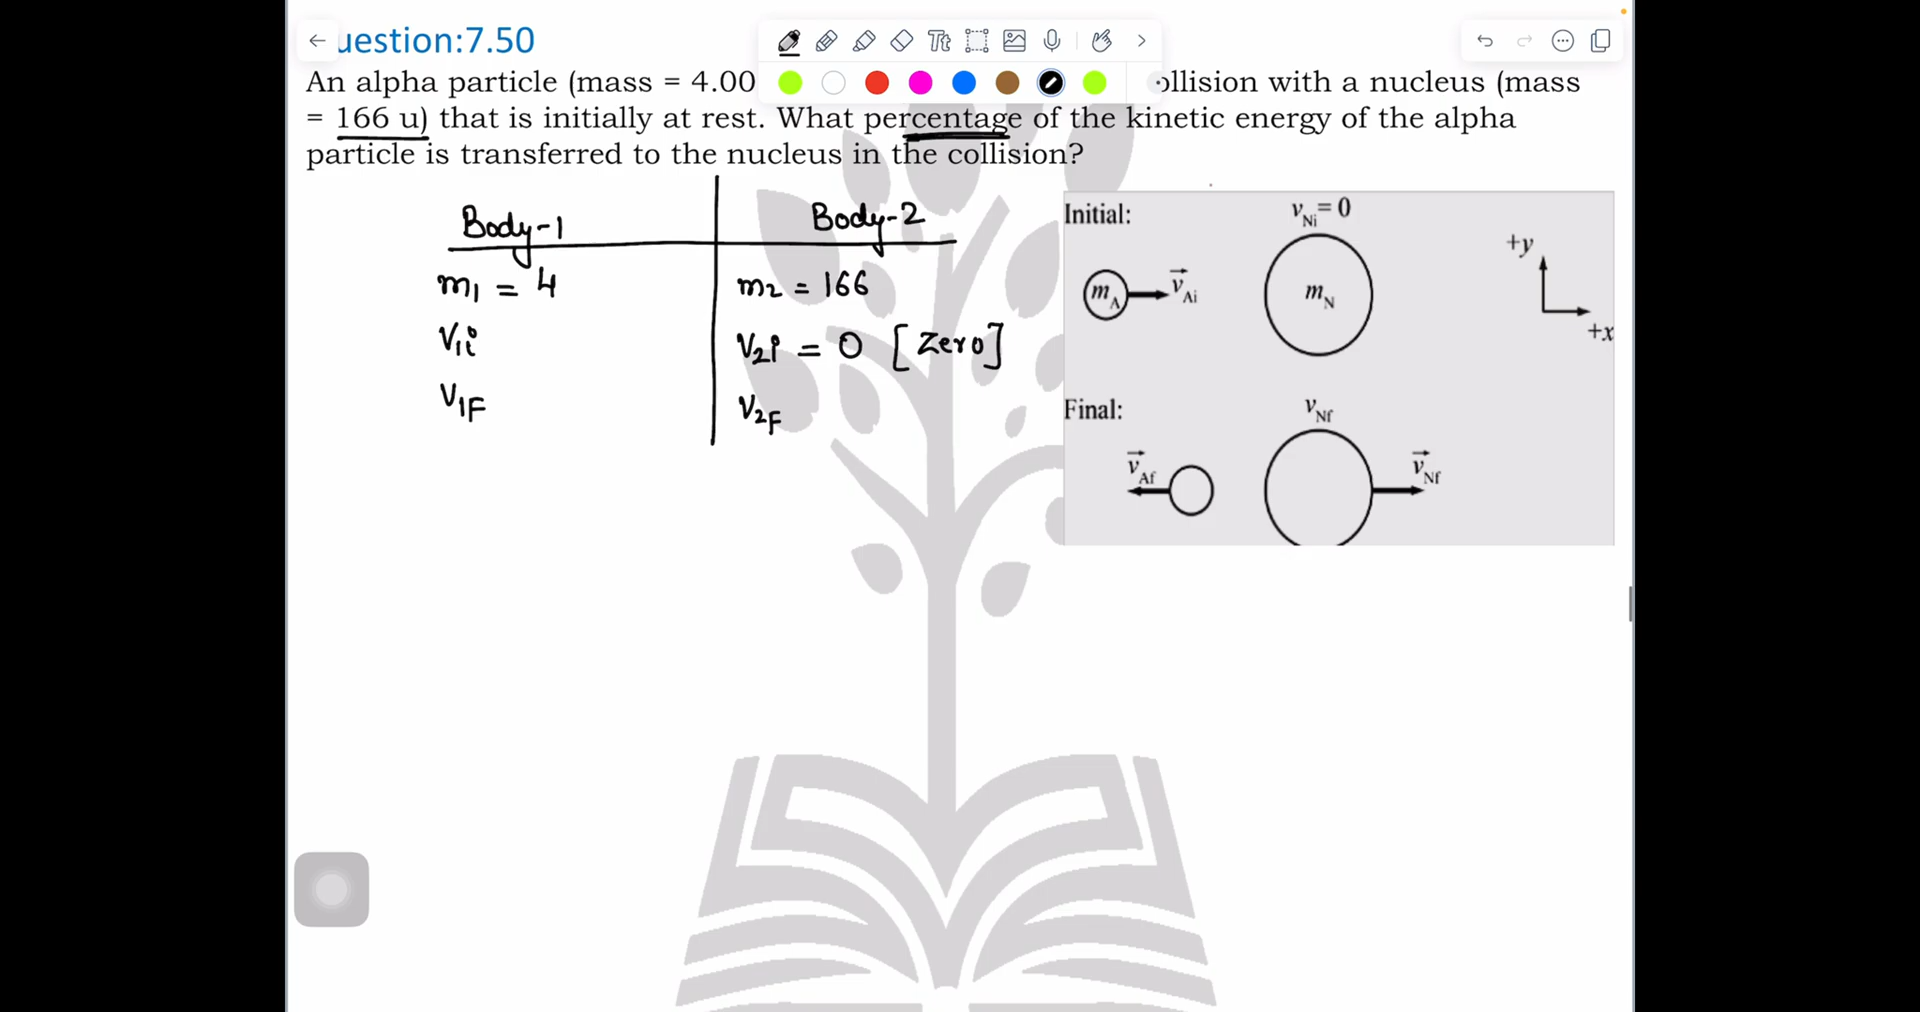 uestion:7.50
Tt
An alpha particle (mass = 4.00 ollision with a nucleus (mass
= 166 u) that is initially at rest. What percentage of the kinetic energy of the alpha
particle is transferred to the nucleus in the collision?
Body-1 Body-2
m1 = 4 m2 = 166
V1i V2i = 0 [Zero]
V1F V2F
Initial: vNi = 0
+y
mA vAi mN
+x
Final: vNf
vAf vNf